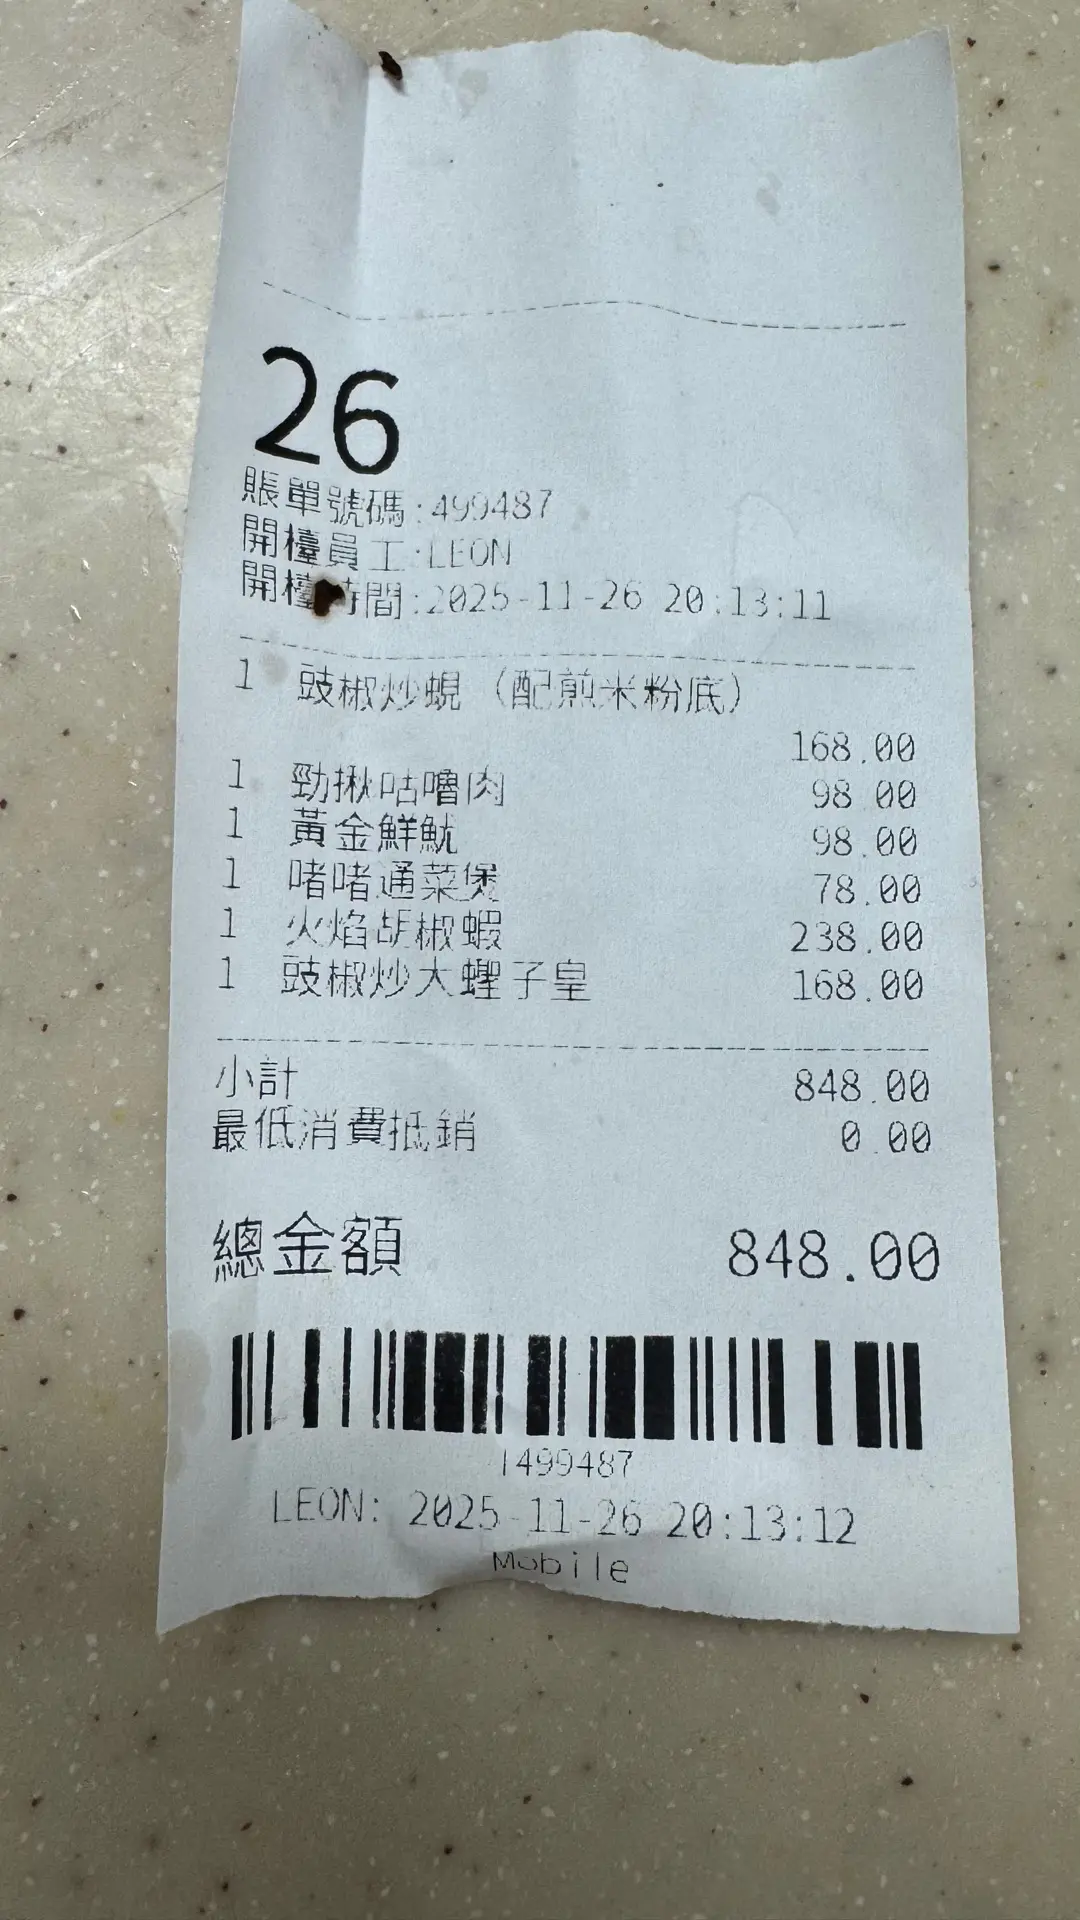 26
賬單號碼:499487
開檯員工:LEON
開檯時間:2025-11-26 20:13:11
1 豉椒炒蜆（配煎米粉底）
168.00
1 勁揪咕嚕肉 98.00
1 黃金鮮魷 98.00
1 啫啫通菜煲 78.00
1 火焰胡椒蝦 238.00
1 豉椒炒大蟶子皇 168.00
小計 848.00
最低消費抵銷 0.00
總金額 848.00
1499487
LEON: 2025-11-26 20:13:12
Mobile